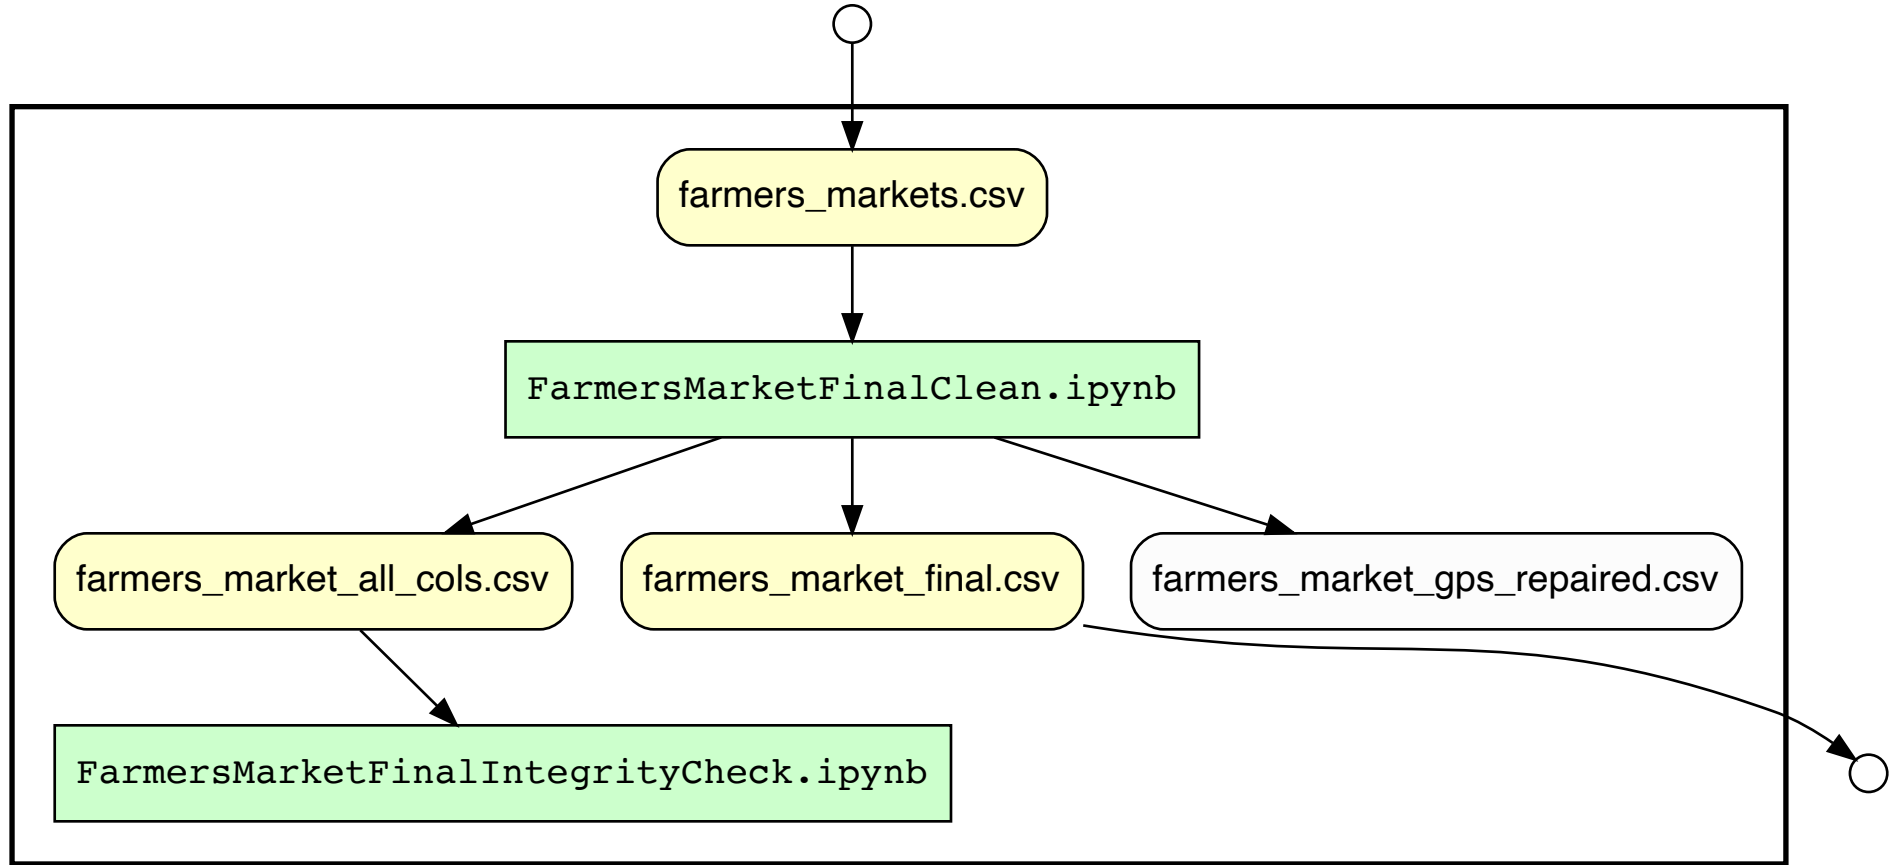 farmers_markets.csv
FarmersMarketFinalClean.ipynb
farmers_market_all_cols.csv
farmers_market_final.csv
farmers_market_gps_repaired.csv
FarmersMarketFinalIntegrityCheck.ipynb